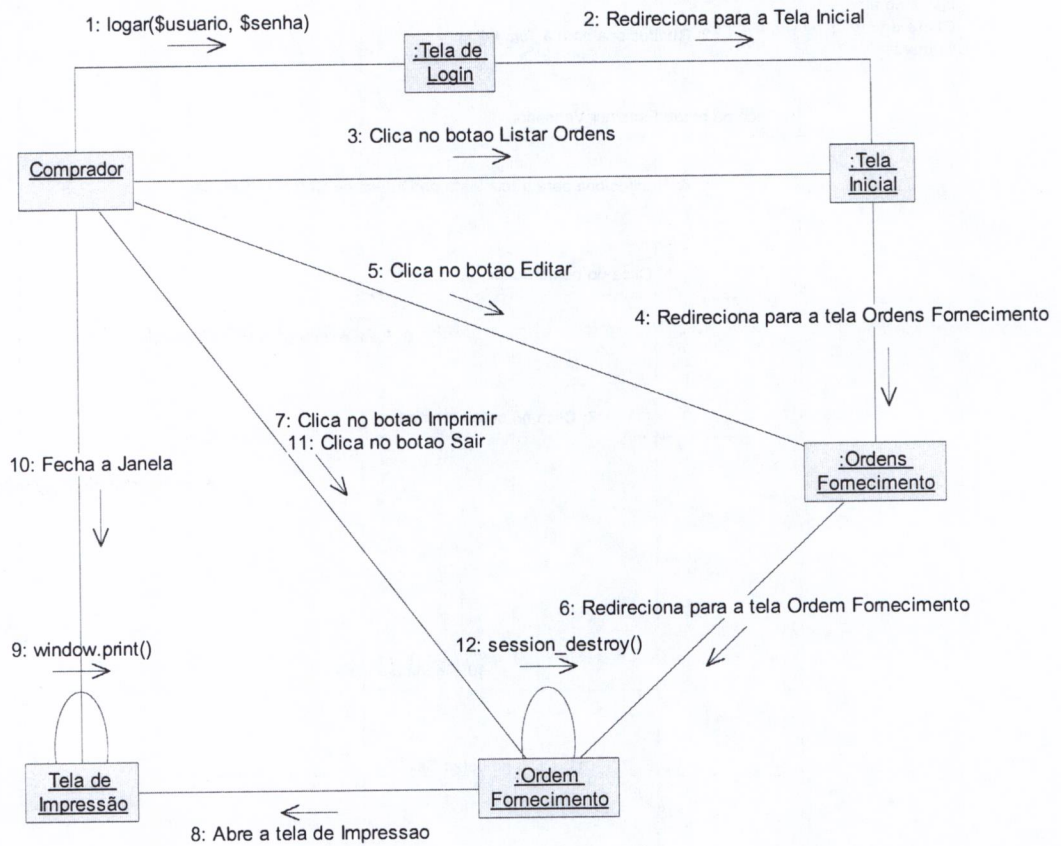 1: logar($usuario, $senha)
2: Redireciona para a Tela Inicial
:Tela de
Login
3: Clica no botao Listar Ordens
Comprador
:Tela
Inicial
5: Clica no botao Editar
4: Redireciona para a tela Ordens Fornecimento
7: Clica no botao Imprimir
11: Clica no botao Sair
10: Fecha a Janela
:Ordens
Fornecimento
6: Redireciona para a tela Ordem Fornecimento
9: window.print()
12: session_destroy()
Tela de
Impressão
:Ordem
Fornecimento
8: Abre a tela de Impressao